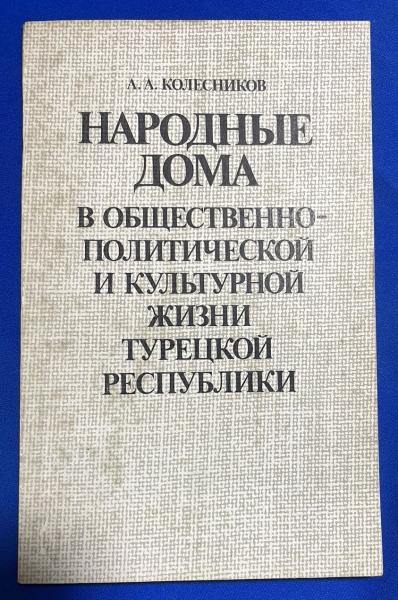 А. А. КОЛЕСНИКОВ
НАРОДНЫЕ
ДОМА
В ОБЩЕСТВЕННО-
ПОЛИТИЧЕСКОЙ
И КУЛЬТУРНОЙ
ЖИЗНИ
ТУРЕЦКОЙ
РЕСПУБЛИКИ